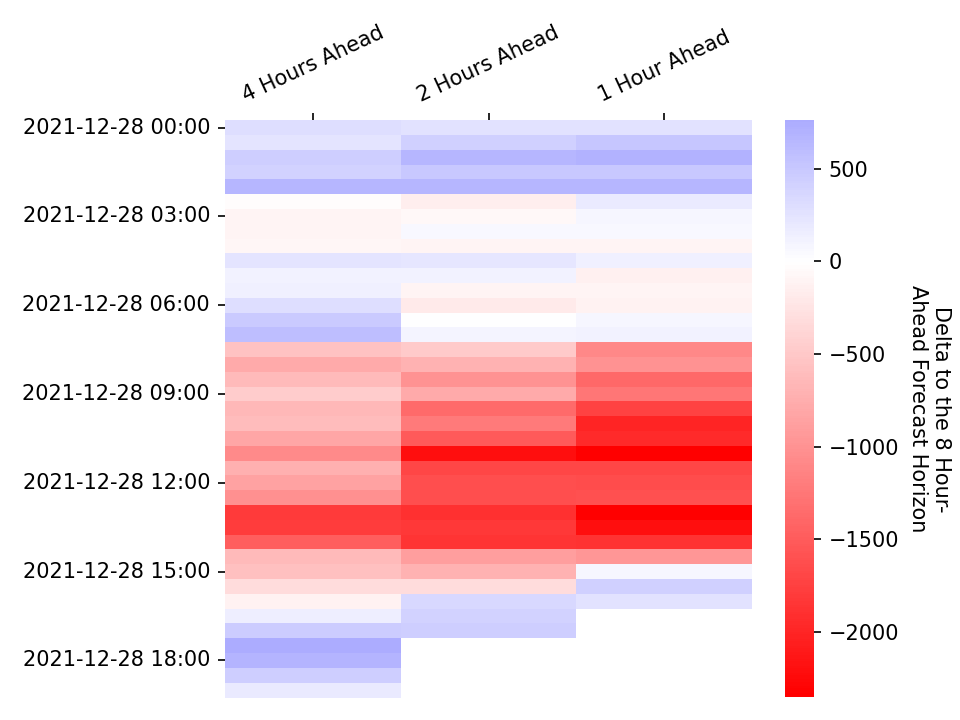 4 Hours Ahead
2 Hours Ahead
1 Hour Ahead
2021-12-28 00:00
2021-12-28 03:00
2021-12-28 06:00
2021-12-28 09:00
2021-12-28 12:00
2021-12-28 15:00
2021-12-28 18:00
500
0
−500
−1000
−1500
−2000
Delta to the 8 Hour-
Ahead Forecast Horizon